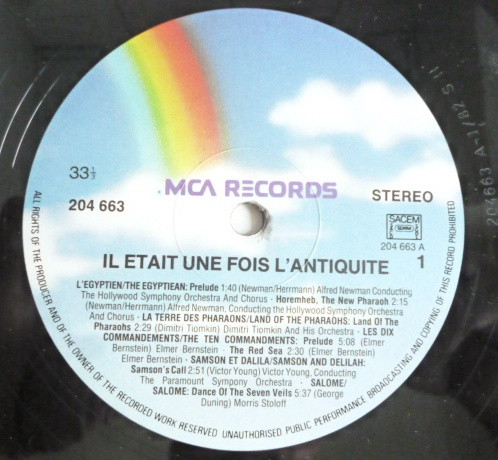 MCA RECORDS
33 1/3
204 663
STEREO
SACEM
204 663 A
1
IL ETAIT UNE FOIS L'ANTIQUITE
L'EGYPTIEN/THE EGYPTIEAN: Prelude 1:40 (Newman/Herrmann) Alfred Newman Conducting
The Hollywood Symphony Orchestra And Chorus · Horemheb, The New Pharaoh 2:15
(Newman/Herrmann) Alfred Newman, Conducting the Hollywood Symphony Orchestra
And Chorus · LA TERRE DES PHARAONS/LAND OF THE PHARAOHS: Land Of The
Pharaohs 2:29 (Dimitri Tiomkin) Dimitri Tiomkin And His Orchestra · LES DIX
COMMANDEMENTS/THE TEN COMMANDMENTS: Prelude 5:08 (Elmer
Bernstein) Elmer Bernstein · The Red Sea 2:30 (Elmer Bernstein)
Elmer Bernstein · SAMSON ET DALILA/SAMSON AND DELILAH:
Samson's Call 2:51 (Victor Young) Victor Young, Conducting
The Paramount Symphony Orchestra · SALOME/
SALOME: Dance Of The Seven Veils 5:37 (George
Duning) Morris Stoloff
ALL RIGHTS OF THE PRODUCER AND OF THE OWNER OF THE RECORDED WORK RESERVED UNAUTHORISED PUBLIC PERFORMANCE BROADCASTING AND COPYING OF THIS RECORD PROHIBITED
204663 A-1/82 S 11